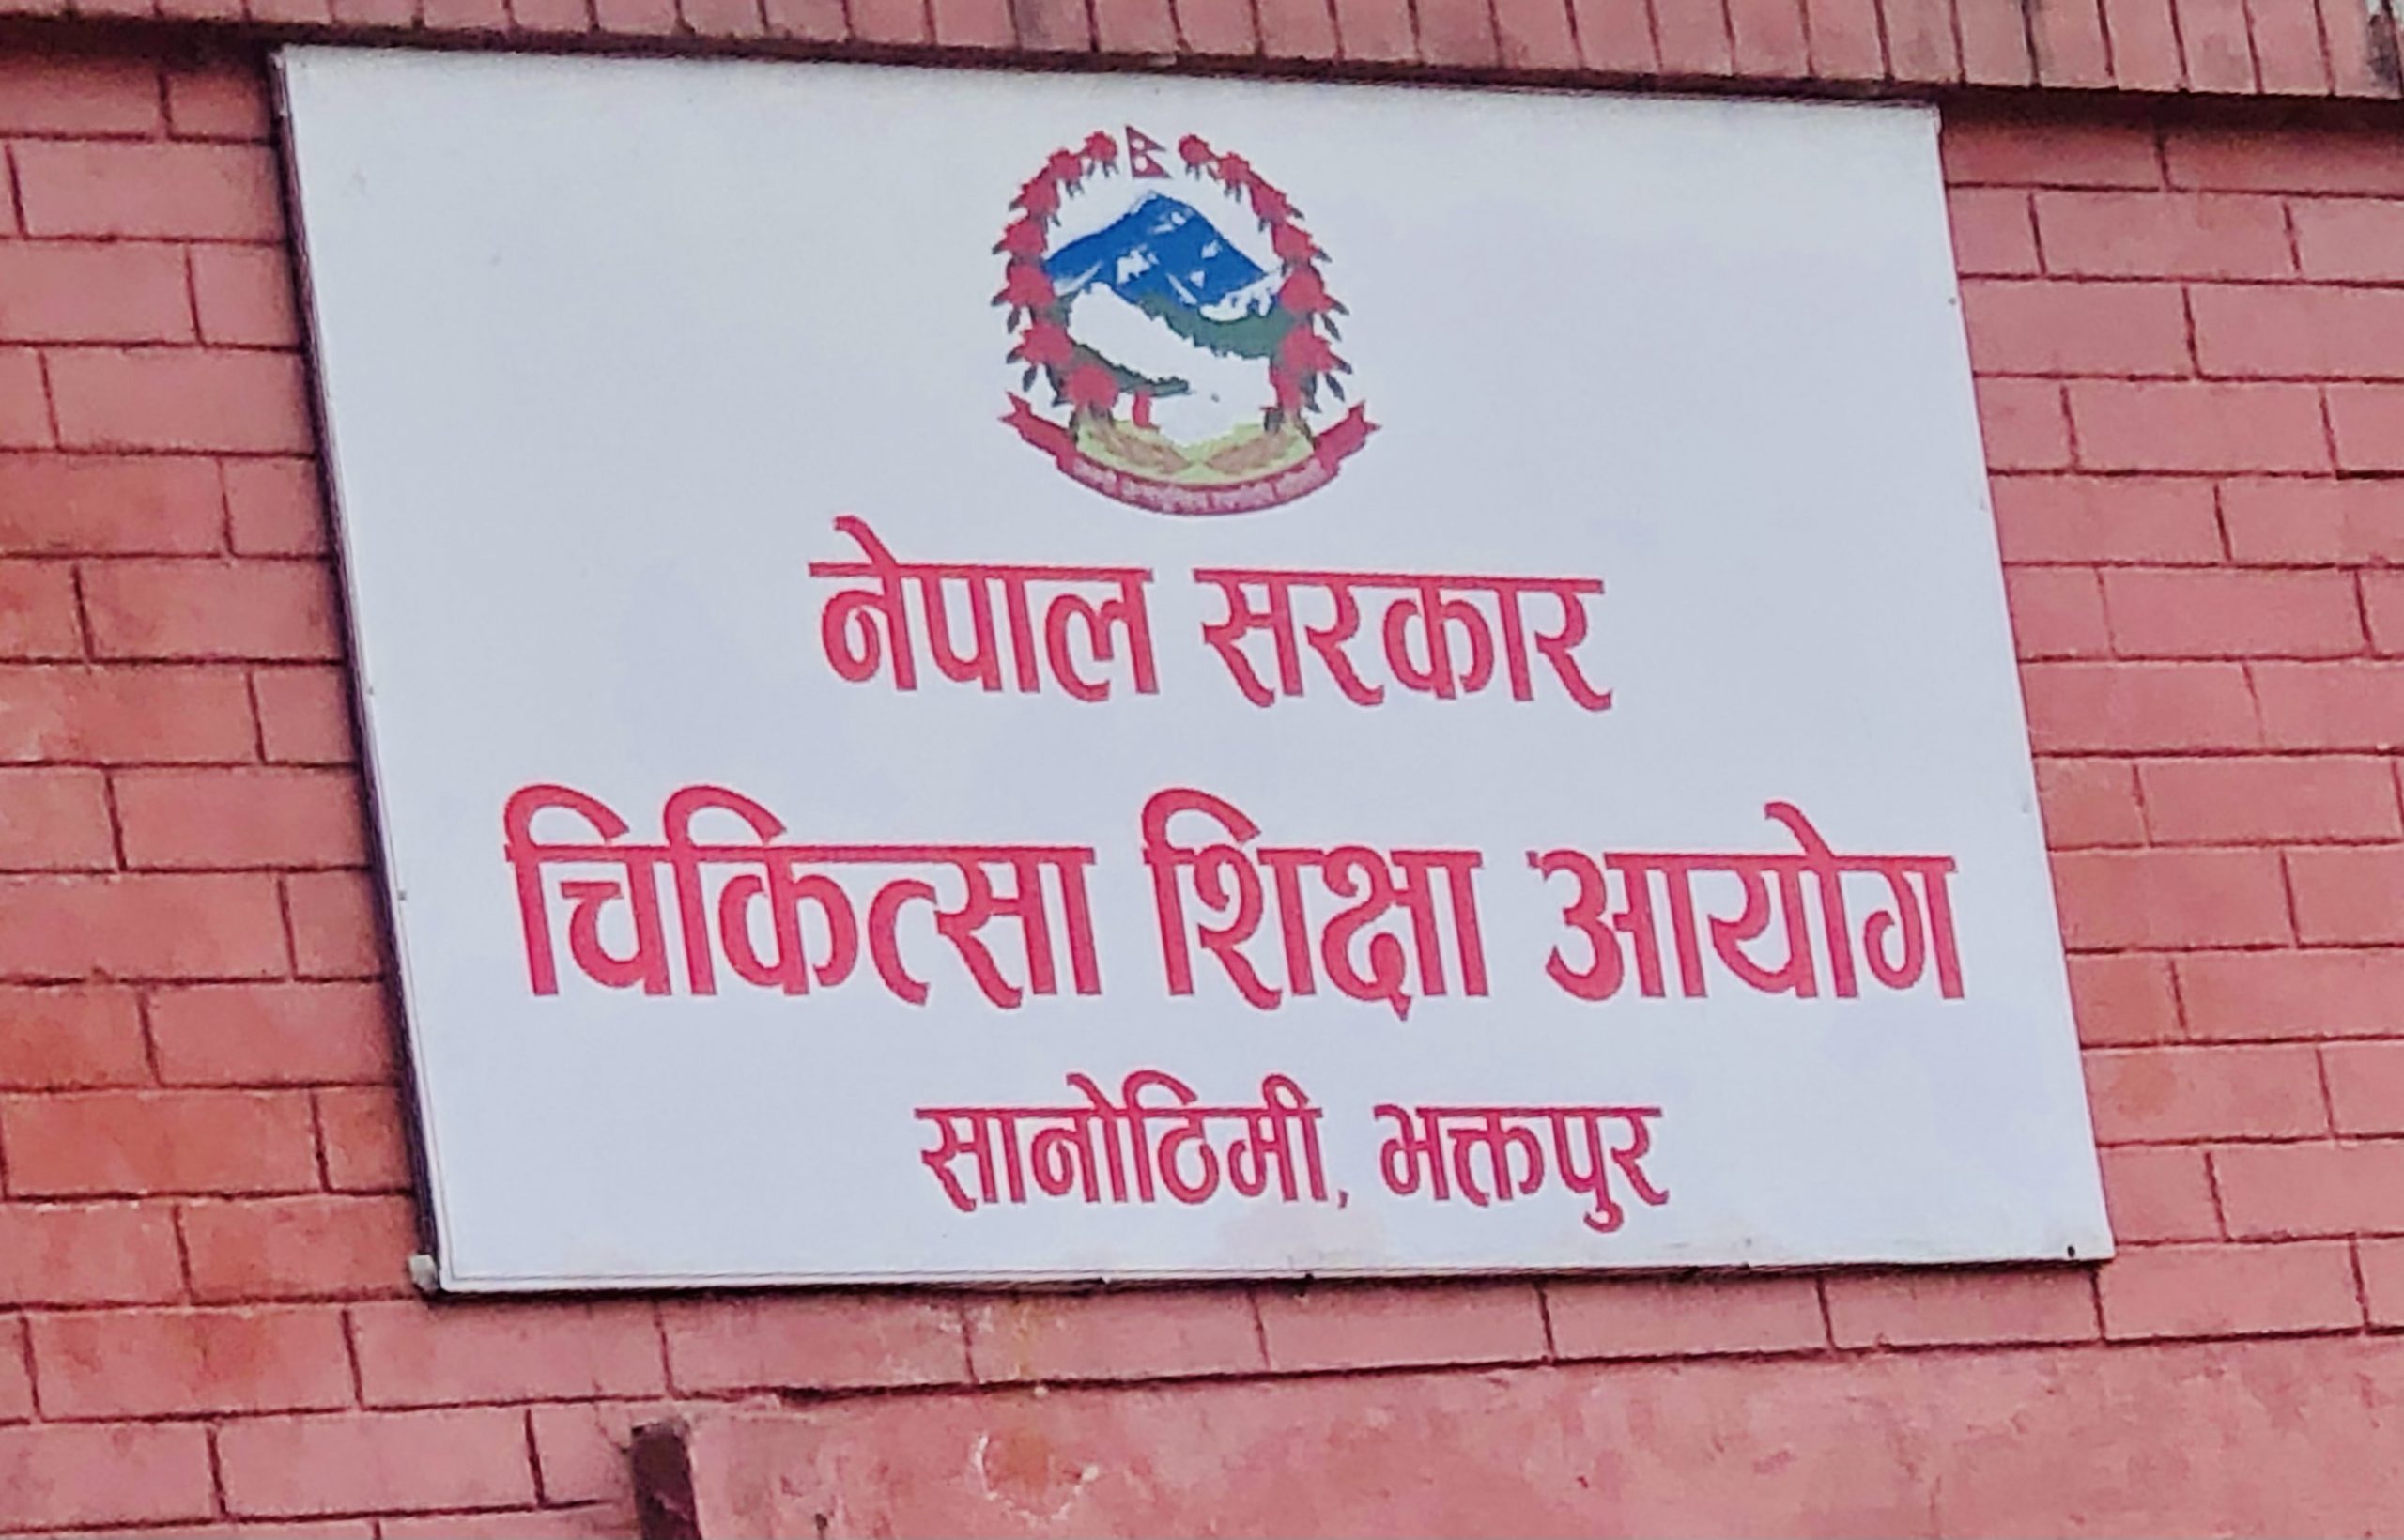 नेपाल सरकार
चिकित्सा शिक्षा आयोग
सानोठिमी, भक्तपुर